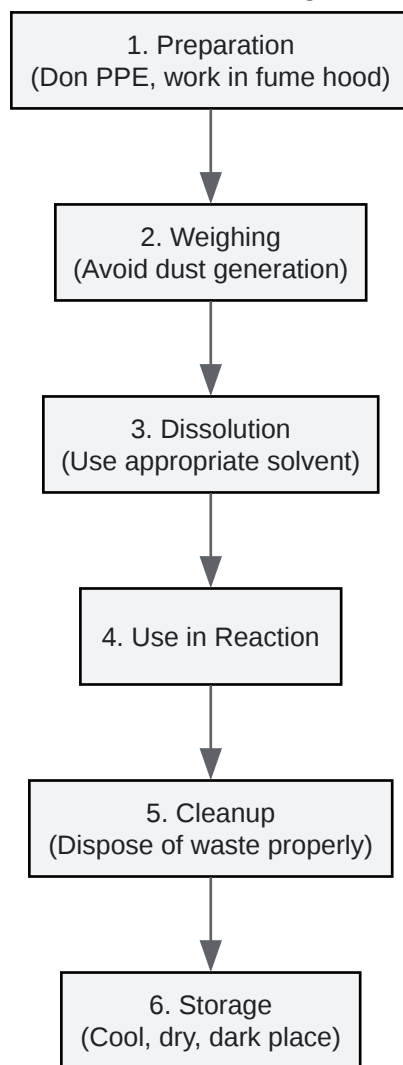 1. Preparation
(Don PPE, work in fume hood)
2. Weighing
(Avoid dust generation)
3. Dissolution
(Use appropriate solvent)
4. Use in Reaction
5. Cleanup
(Dispose of waste properly)
6. Storage
(Cool, dry, dark place)